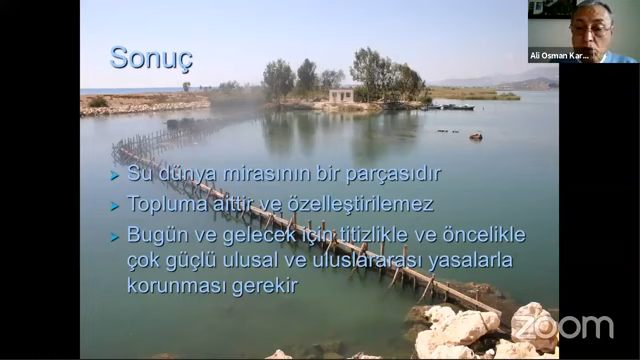 Sonuç
Ali Osman Kar...
Su dünya mirasının bir parçasıdır
Topluma aittir ve özelleştirilemez
Bugün ve gelecek için titizlikle ve öncelikle
çok güçlü ulusal ve uluslararası yasalarla
korunması gerekir
zoom